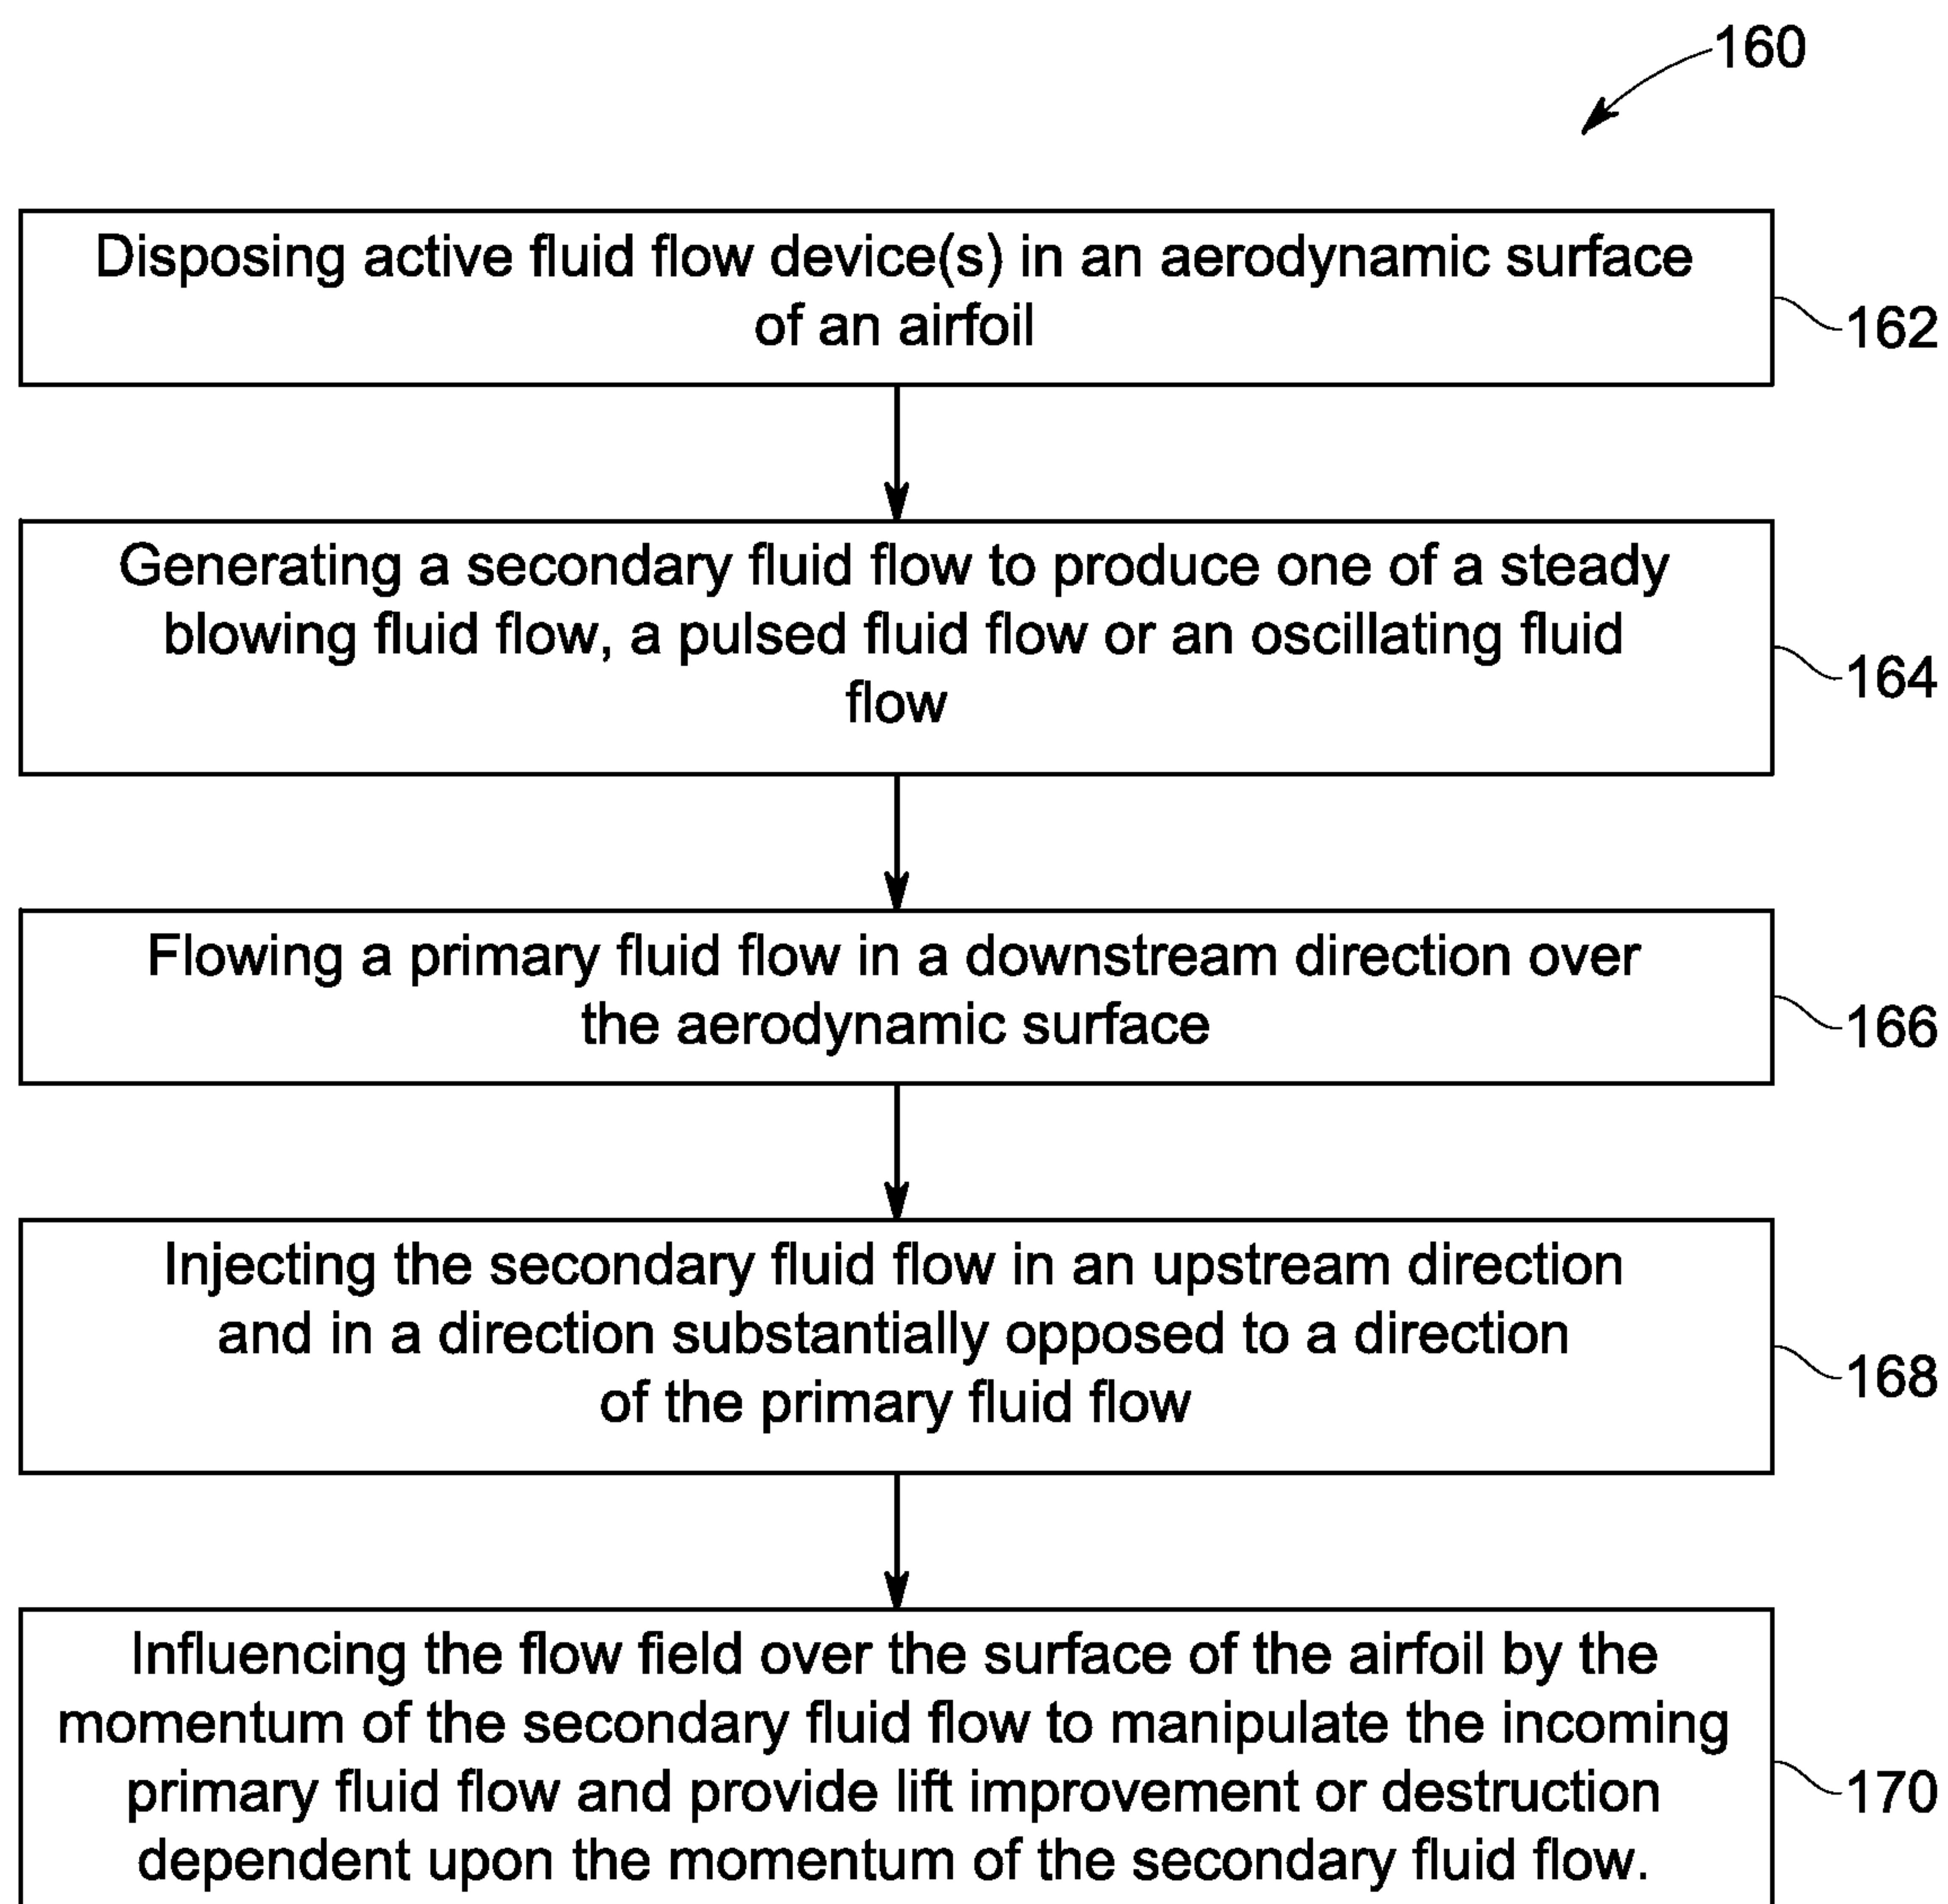 160
Disposing active fluid flow device(s) in an aerodynamic surface
of an airfoil
162
Generating a secondary fluid flow to produce one of a steady
blowing fluid flow, a pulsed fluid flow or an oscillating fluid
flow
164
Flowing a primary fluid flow in a downstream direction over
the aerodynamic surface
166
Injecting the secondary fluid flow in an upstream direction
and in a direction substantially opposed to a direction
of the primary fluid flow
168
Influencing the flow field over the surface of the airfoil by the
momentum of the secondary fluid flow to manipulate the incoming
primary fluid flow and provide lift improvement or destruction
dependent upon the momentum of the secondary fluid flow.
170